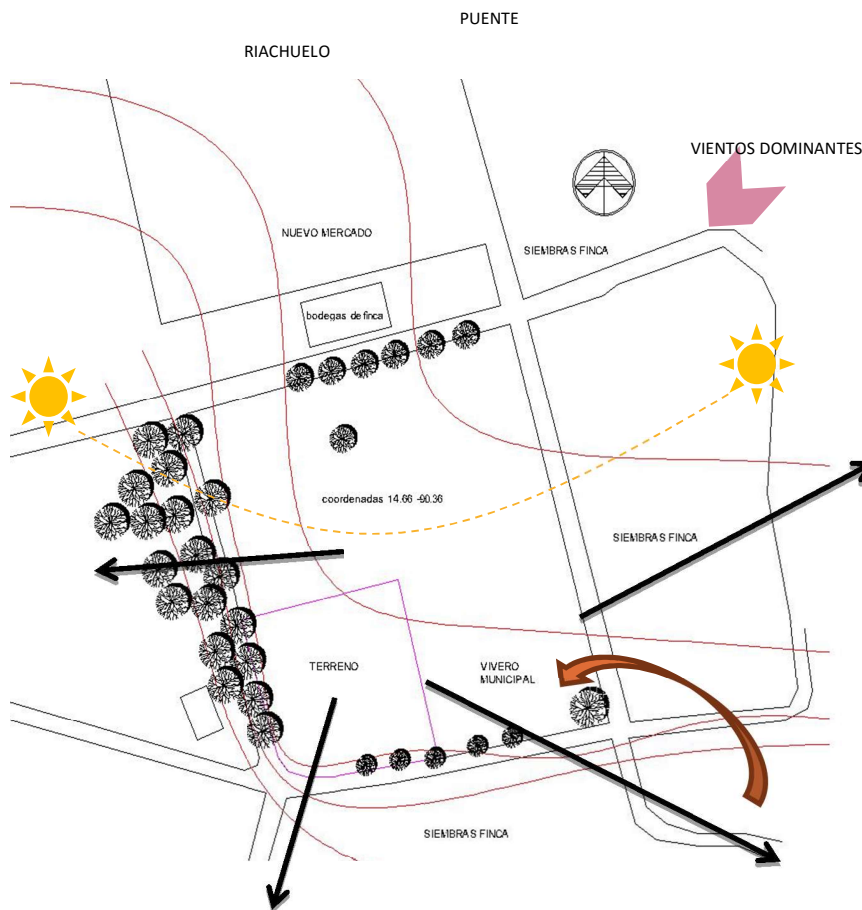 PUENTE
RIACHUELO
VIENTOS DOMINANTES
NUEVO MERCADO
SIEMBRAS FINCA
bodegas de finca
coordenadas 14.66 -90.36
SIEMBRAS FINCA
TERRENO
VIVERO
MUNICIPAL
SIEMBRAS FINCA